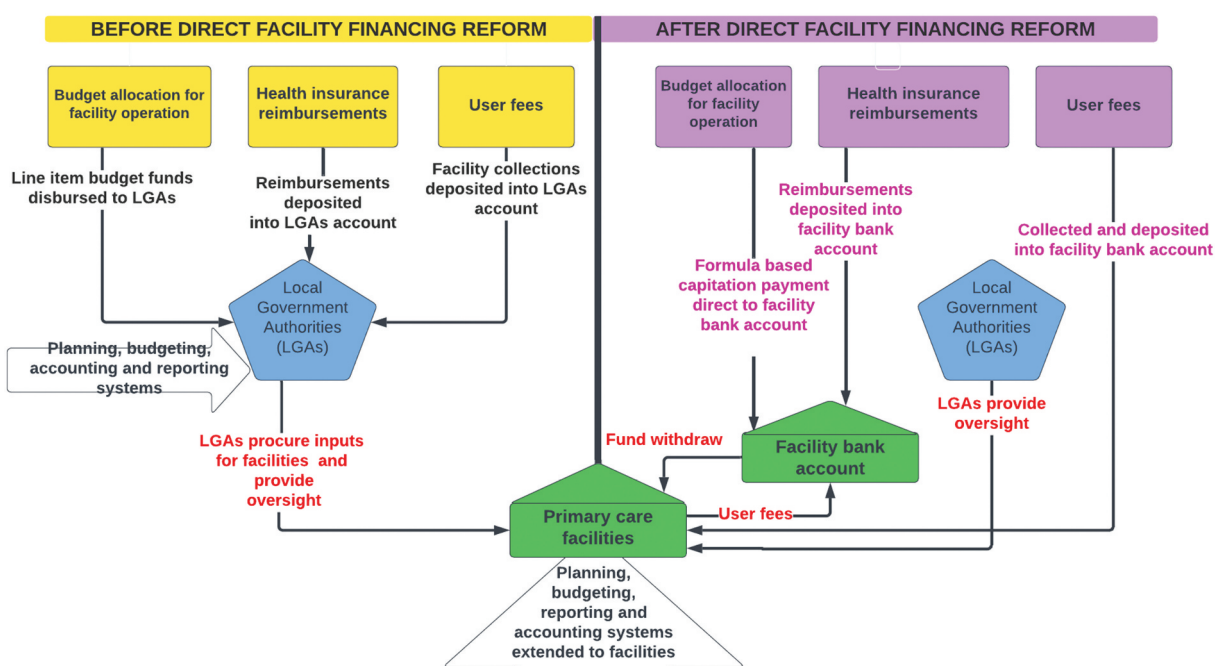 BEFORE DIRECT FACILITY FINANCING REFORM
Budget allocation for
facility operation
Health insurance
reimbursements
User fees
Line item budget funds
disbursed to LGAs
Reimbursements
deposited
into LGAs account
Facility collections
deposited into LGAs
account
Local
Government
Authorities
(LGAs)
Planning, budgeting,
accounting and reporting
systems
LGAs procure inputs
for facilities and
provide
oversight
AFTER DIRECT FACILITY FINANCING REFORM
Budget allocation
for facility
operation
Health insurance
reimbursements
User fees
Reimbursements
deposited into
facility bank
account
Collected and deposited
into facility bank account
Formula based
capitation payment
direct to facility
bank account
Local
Government
Authorities
(LGAs)
LGAs provide
oversight
Fund withdraw
Facility bank
account
User fees
Primary care
facilities
Planning,
budgeting,
reporting and
accounting systems
extended to facilities